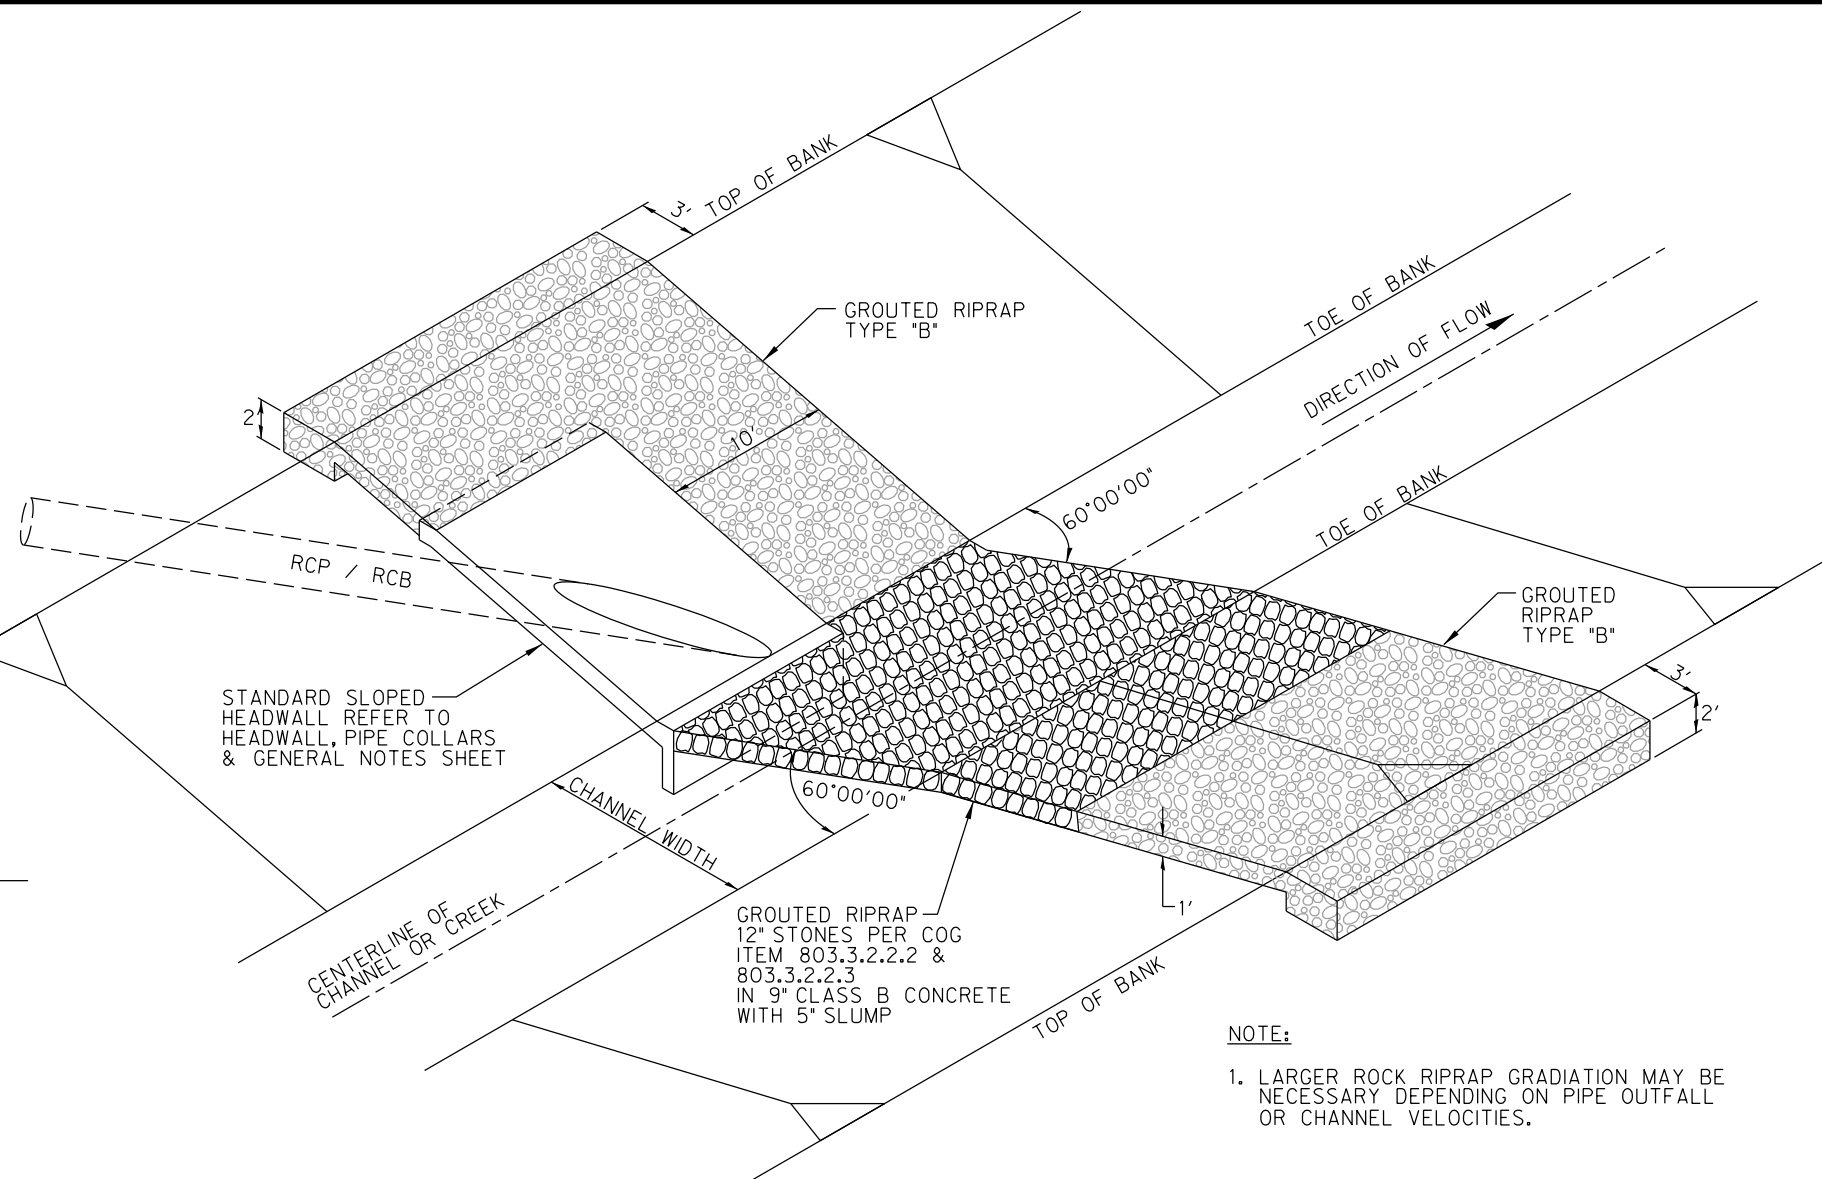 TOP OF BANK
3'
GROUTED RIPRAP
TYPE "B"
TOE OF BANK
DIRECTION OF FLOW
2'
10'
60°00'00"
TOE OF BANK
RCP / RCB
GROUTED
RIPRAP
TYPE "B"
3'
2'
STANDARD SLOPED
HEADWALL REFER TO
HEADWALL, PIPE COLLARS
& GENERAL NOTES SHEET
CHANNEL WIDTH
60°00'00"
1'
CENTERLINE OF
CHANNEL OR CREEK
GROUTED RIPRAP
12" STONES PER COG
ITEM 803.3.2.2.2 &
803.3.2.2.3
IN 9" CLASS B CONCRETE
WITH 5" SLUMP
TOP OF BANK
NOTE:
1. LARGER ROCK RIPRAP GRADIATION MAY BE
NECESSARY DEPENDING ON PIPE OUTFALL
OR CHANNEL VELOCITIES.